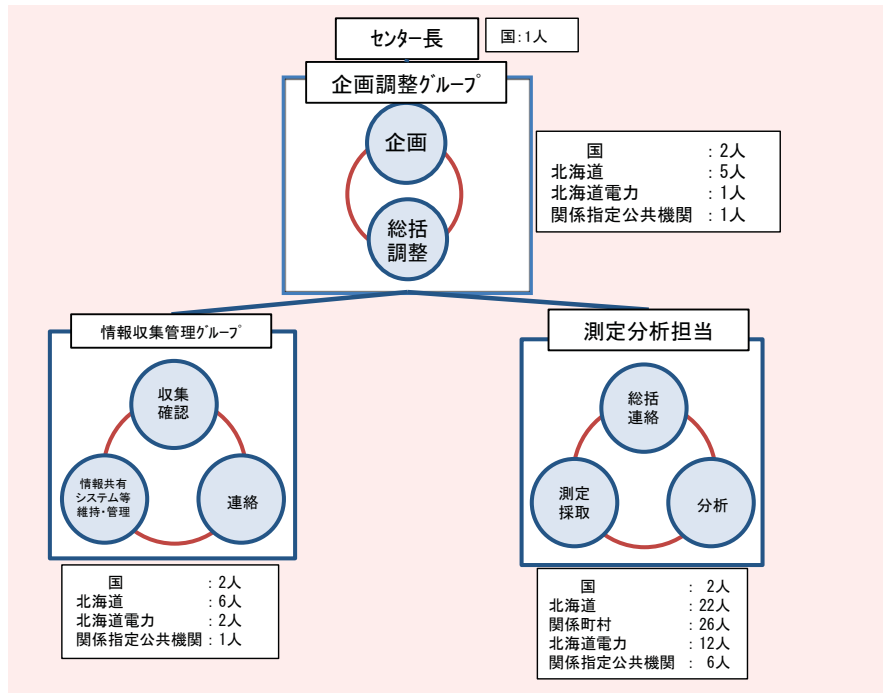 センター長
国:1人
企画調整ｸﾞﾙｰﾌﾟ
企画
総括
調整
国 : 2人
北海道 : 5人
北海道電力 : 1人
関係指定公共機関 : 1人
情報収集管理ｸﾞﾙｰﾌﾟ
収集
確認
情報共有
システム等
維持・管理
連絡
国 : 2人
北海道 : 6人
北海道電力 : 2人
関係指定公共機関 : 1人
測定分析担当
総括
連絡
測定
採取
分析
国 : 2人
北海道 : 22人
関係町村 : 26人
北海道電力 : 12人
関係指定公共機関 : 6人